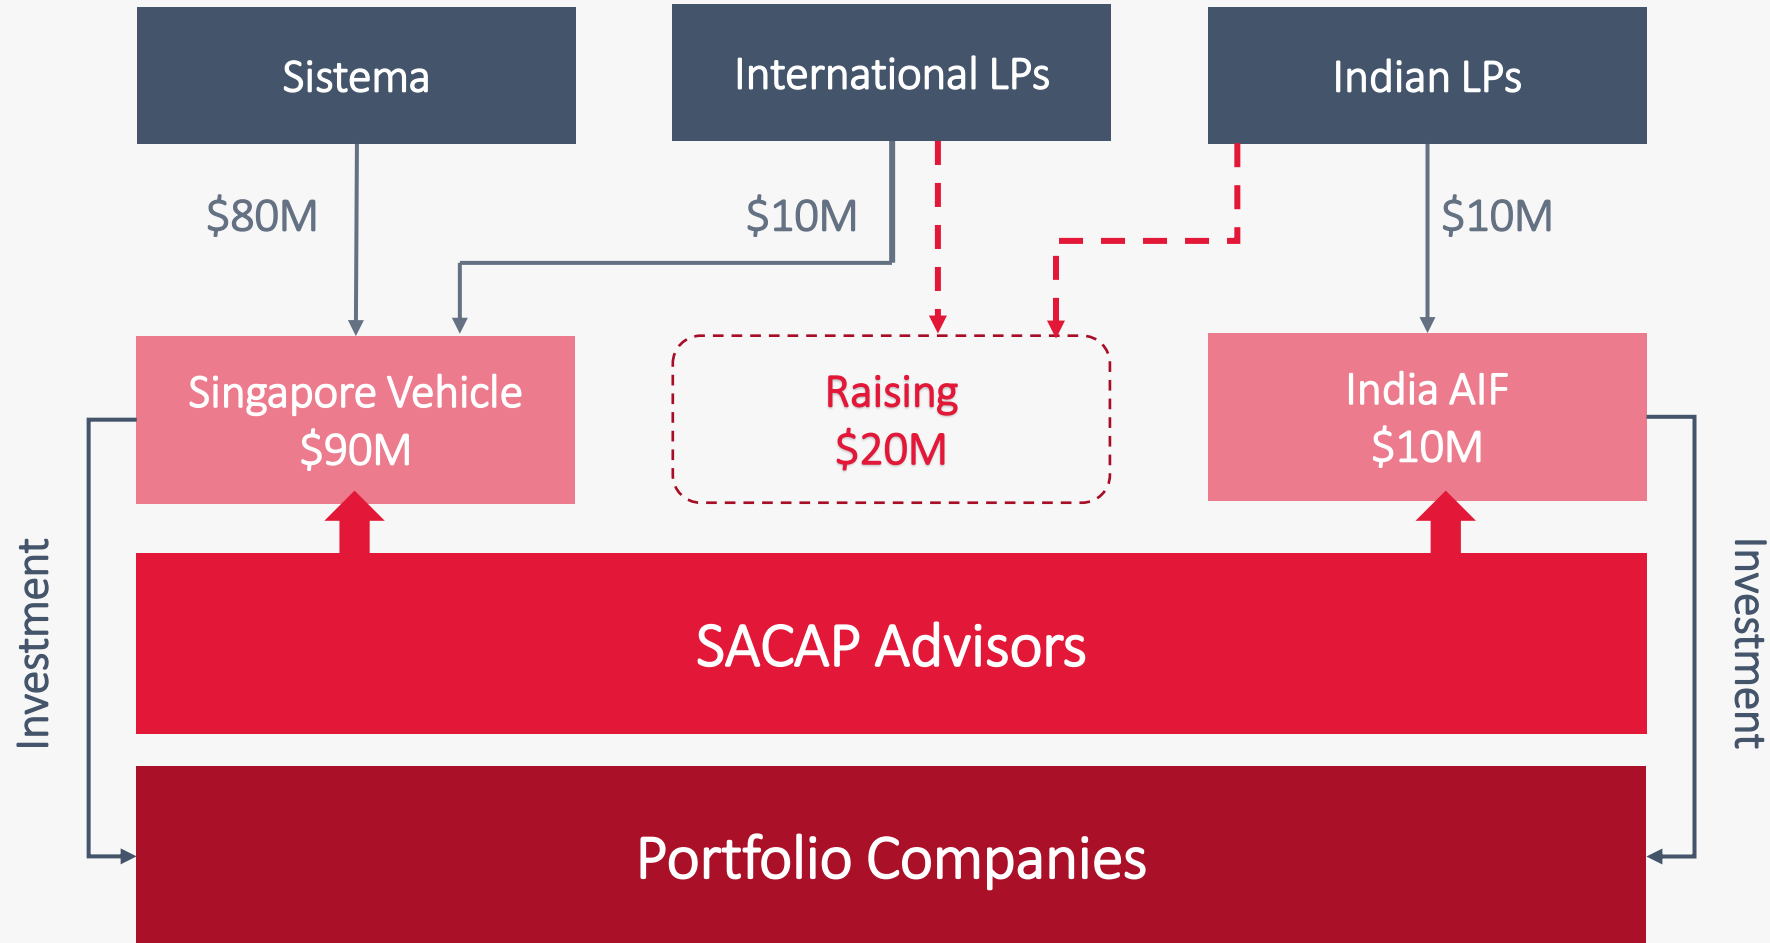 Sistema
International LPs
Indian LPs
$80M
$10M
$10M
Singapore Vehicle
$90M
Raising
$20M
India AIF
$10M
Investment
Investment
SACAP Advisors
Portfolio Companies